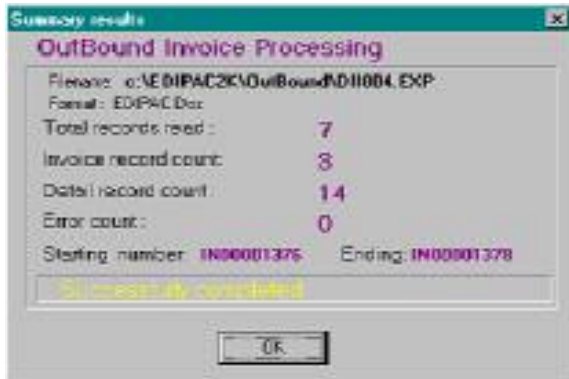 Summary results
OutBound Invoice Processing
Filename: c:\EDIPAC2K\OutBound\DII004.EXP
Format: EDIPAC Doc
Total records read : 7
Invoice record count: 3
Detail record count : 14
Error count : 0
Starting number: IN00001376 Ending: IN00001378
Successfully completed
OK